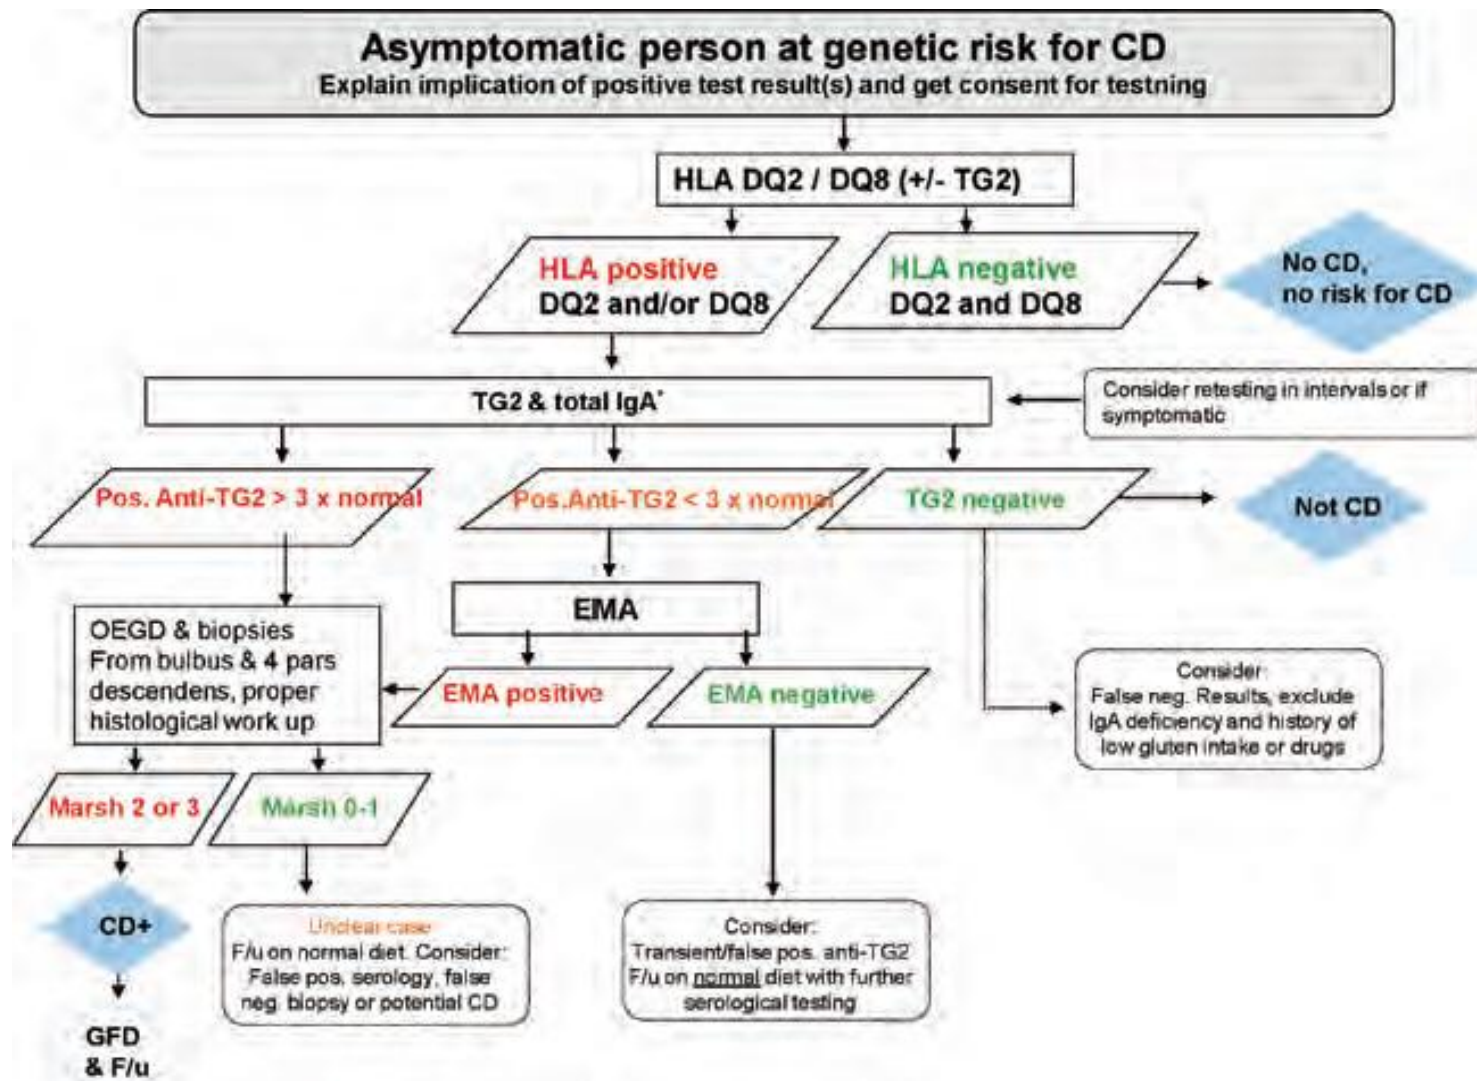 Asymptomatic person at genetic risk for CD
Explain implication of positive test result(s) and get consent for testning
HLA DQ2 / DQ8 (+/- TG2)
HLA positive
DQ2 and/or DQ8
HLA negative
DQ2 and DQ8
No CD,
no risk for CD
TG2 & total IgA*
Consider retesting in intervals or if
symptomatic
Pos. Anti-TG2 > 3 x normal
Pos.Anti-TG2 < 3 x normal
TG2 negative
Not CD
EMA
OEGD & biopsies
From bulbus & 4 pars
descendens, proper
histological work up
EMA positive
EMA negative
Consider:
False neg. Results, exclude
IgA deficiency and history of
low gluten intake or drugs
Marsh 2 or 3
Marsh 0-1
CD+
Unclear case
F/u on normal diet. Consider:
False pos. serology, false
neg. biopsy or potential CD
Consider:
Transient/false pos. anti-TG2
F/u on normal diet with further
serological testing
GFD
& F/u